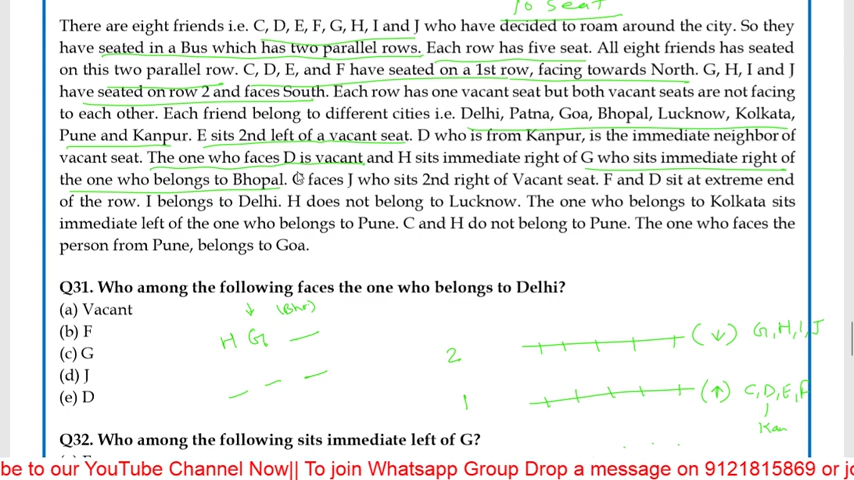 10 seat
There are eight friends i.e. C, D, E, F, G, H, I and J who have decided to roam around the city. So they
have seated in a Bus which has two parallel rows. Each row has five seat. All eight friends has seated
on this two parallel row. C, D, E, and F have seated on a 1st row, facing towards North. G, H, I and J
have seated on row 2 and faces South. Each row has one vacant seat but both vacant seats are not facing
to each other. Each friend belong to different cities i.e. Delhi, Patna, Goa, Bhopal, Lucknow, Kolkata,
Pune and Kanpur. E sits 2nd left of a vacant seat. D who is from Kanpur, is the immediate neighbor of
vacant seat. The one who faces D is vacant and H sits immediate right of G who sits immediate right of
the one who belongs to Bhopal. C faces J who sits 2nd right of Vacant seat. F and D sit at extreme end
of the row. I belongs to Delhi. H does not belong to Lucknow. The one who belongs to Kolkata sits
immediate left of the one who belongs to Pune. C and H do not belong to Pune. The one who faces the
person from Pune, belongs to Goa.
Q31. Who among the following faces the one who belongs to Delhi?
(a) Vacant
(b) F
(c) G
(d) J
(e) D
↓ (Bho)
H G
2 (↓) G, H, I, J
1 (↑) C, D, E, F
Kan
Q32. Who among the following sits immediate left of G?
be to our YouTube Channel Now|| To join Whatsapp Group Drop a message on 9121815869 or jo